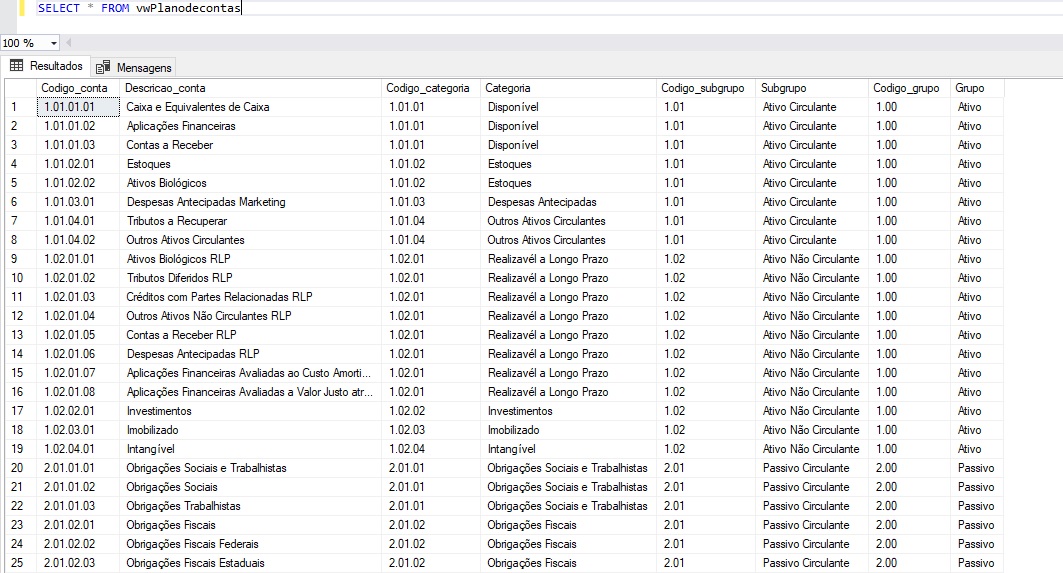 SELECT * FROM vwPlanodecontas
100 %
Resultados Mensagens
Codigo_conta Descricao_conta Codigo_categoria Categoria Codigo_subgrupo Subgrupo Codigo_grupo Grupo
1 1.01.01.01 Caixa e Equivalentes de Caixa 1.01.01 Disponível 1.01 Ativo Circulante 1.00 Ativo
2 1.01.01.02 Aplicações Financeiras 1.01.01 Disponível 1.01 Ativo Circulante 1.00 Ativo
3 1.01.01.03 Contas a Receber 1.01.01 Disponível 1.01 Ativo Circulante 1.00 Ativo
4 1.01.02.01 Estoques 1.01.02 Estoques 1.01 Ativo Circulante 1.00 Ativo
5 1.01.02.02 Ativos Biológicos 1.01.02 Estoques 1.01 Ativo Circulante 1.00 Ativo
6 1.01.03.01 Despesas Antecipadas Marketing 1.01.03 Despesas Antecipadas 1.01 Ativo Circulante 1.00 Ativo
7 1.01.04.01 Tributos a Recuperar 1.01.04 Outros Ativos Circulantes 1.01 Ativo Circulante 1.00 Ativo
8 1.01.04.02 Outros Ativos Circulantes 1.01.04 Outros Ativos Circulantes 1.01 Ativo Circulante 1.00 Ativo
9 1.02.01.01 Ativos Biológicos RLP 1.02.01 Realizavél a Longo Prazo 1.02 Ativo Não Circulante 1.00 Ativo
10 1.02.01.02 Tributos Diferidos RLP 1.02.01 Realizavél a Longo Prazo 1.02 Ativo Não Circulante 1.00 Ativo
11 1.02.01.03 Créditos com Partes Relacionadas RLP 1.02.01 Realizavél a Longo Prazo 1.02 Ativo Não Circulante 1.00 Ativo
12 1.02.01.04 Outros Ativos Não Circulantes RLP 1.02.01 Realizavél a Longo Prazo 1.02 Ativo Não Circulante 1.00 Ativo
13 1.02.01.05 Contas a Receber RLP 1.02.01 Realizavél a Longo Prazo 1.02 Ativo Não Circulante 1.00 Ativo
14 1.02.01.06 Despesas Antecipadas RLP 1.02.01 Realizavél a Longo Prazo 1.02 Ativo Não Circulante 1.00 Ativo
15 1.02.01.07 Aplicações Financeiras Avaliadas ao Custo Amorti... 1.02.01 Realizavél a Longo Prazo 1.02 Ativo Não Circulante 1.00 Ativo
16 1.02.01.08 Aplicações Financeiras Avaliadas a Valor Justo atr... 1.02.01 Realizavél a Longo Prazo 1.02 Ativo Não Circulante 1.00 Ativo
17 1.02.02.01 Investimentos 1.02.02 Investimentos 1.02 Ativo Não Circulante 1.00 Ativo
18 1.02.03.01 Imobilizado 1.02.03 Imobilizado 1.02 Ativo Não Circulante 1.00 Ativo
19 1.02.04.01 Intangível 1.02.04 Intangível 1.02 Ativo Não Circulante 1.00 Ativo
20 2.01.01.01 Obrigações Sociais e Trabalhistas 2.01.01 Obrigações Sociais e Trabalhistas 2.01 Passivo Circulante 2.00 Passivo
21 2.01.01.02 Obrigações Sociais 2.01.01 Obrigações Sociais e Trabalhistas 2.01 Passivo Circulante 2.00 Passivo
22 2.01.01.03 Obrigações Trabalhistas 2.01.01 Obrigações Sociais e Trabalhistas 2.01 Passivo Circulante 2.00 Passivo
23 2.01.02.01 Obrigações Fiscais 2.01.02 Obrigações Fiscais 2.01 Passivo Circulante 2.00 Passivo
24 2.01.02.02 Obrigações Fiscais Federais 2.01.02 Obrigações Fiscais 2.01 Passivo Circulante 2.00 Passivo
25 2.01.02.03 Obrigações Fiscais Estaduais 2.01.02 Obrigações Fiscais 2.01 Passivo Circulante 2.00 Passivo